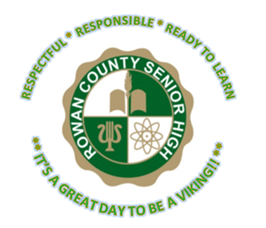 RESPECTFUL * RESPONSIBLE * READY TO LEARN
ROWAN COUNTY SENIOR HIGH
** IT'S A GREAT DAY TO BE A VIKING!! **